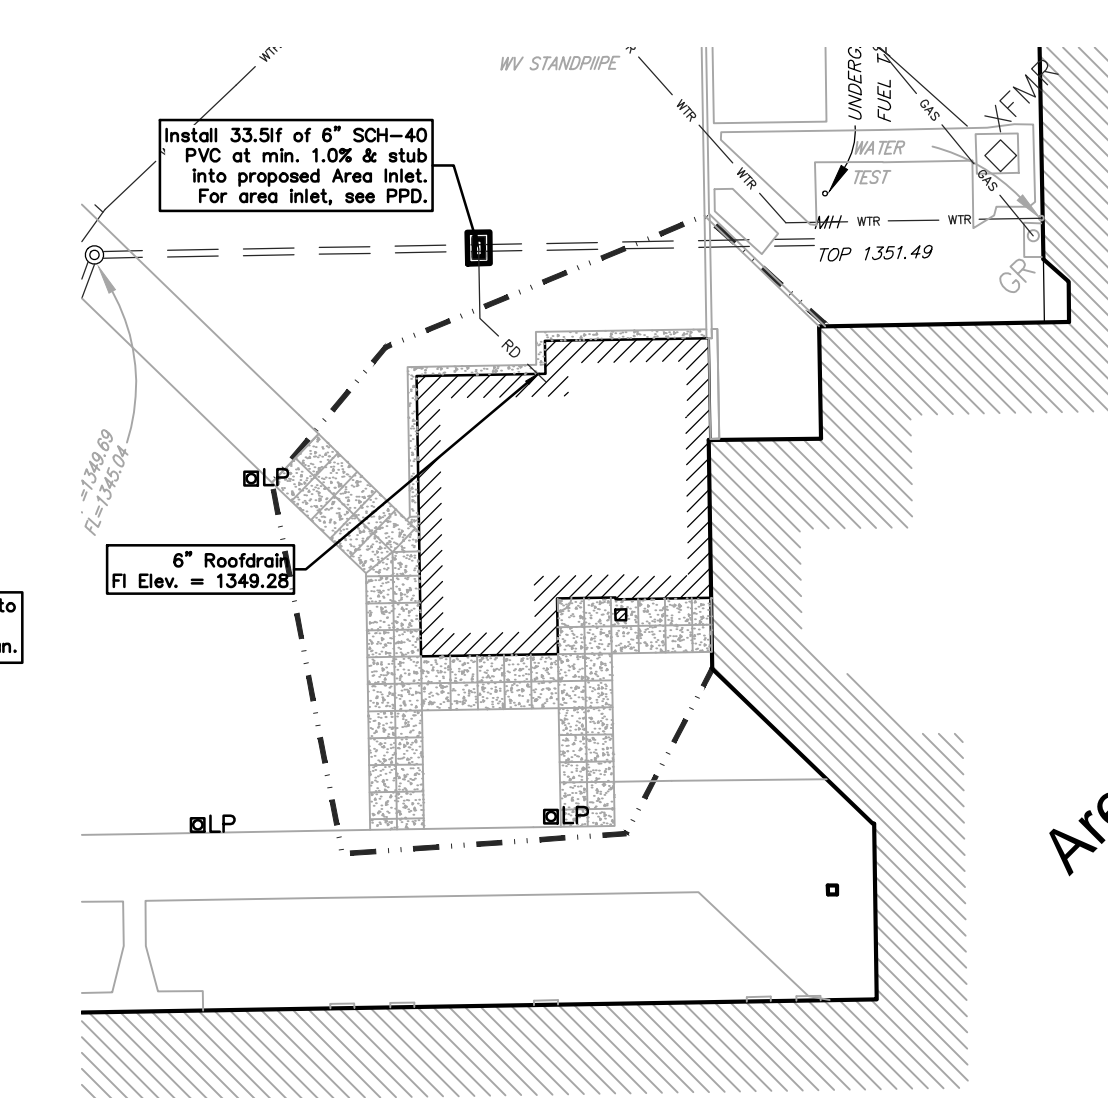 WTR
WV STANDPIIPE
R
UNDERG
FUEL T
XFMR
GAS
WTR
Install 33.5lf of 6" SCH-40
PVC at min. 1.0% & stub
into proposed Area Inlet.
For area inlet, see PPD.
WATER
TEST
WTR
GAS
MH
WTR
WTR
TOP 1351.49
GR
RD
=1349.69
FL=1345.04
LP
6" Roofdrain
Fl Elev. = 1349.28
to
n.
LP
LP
Are